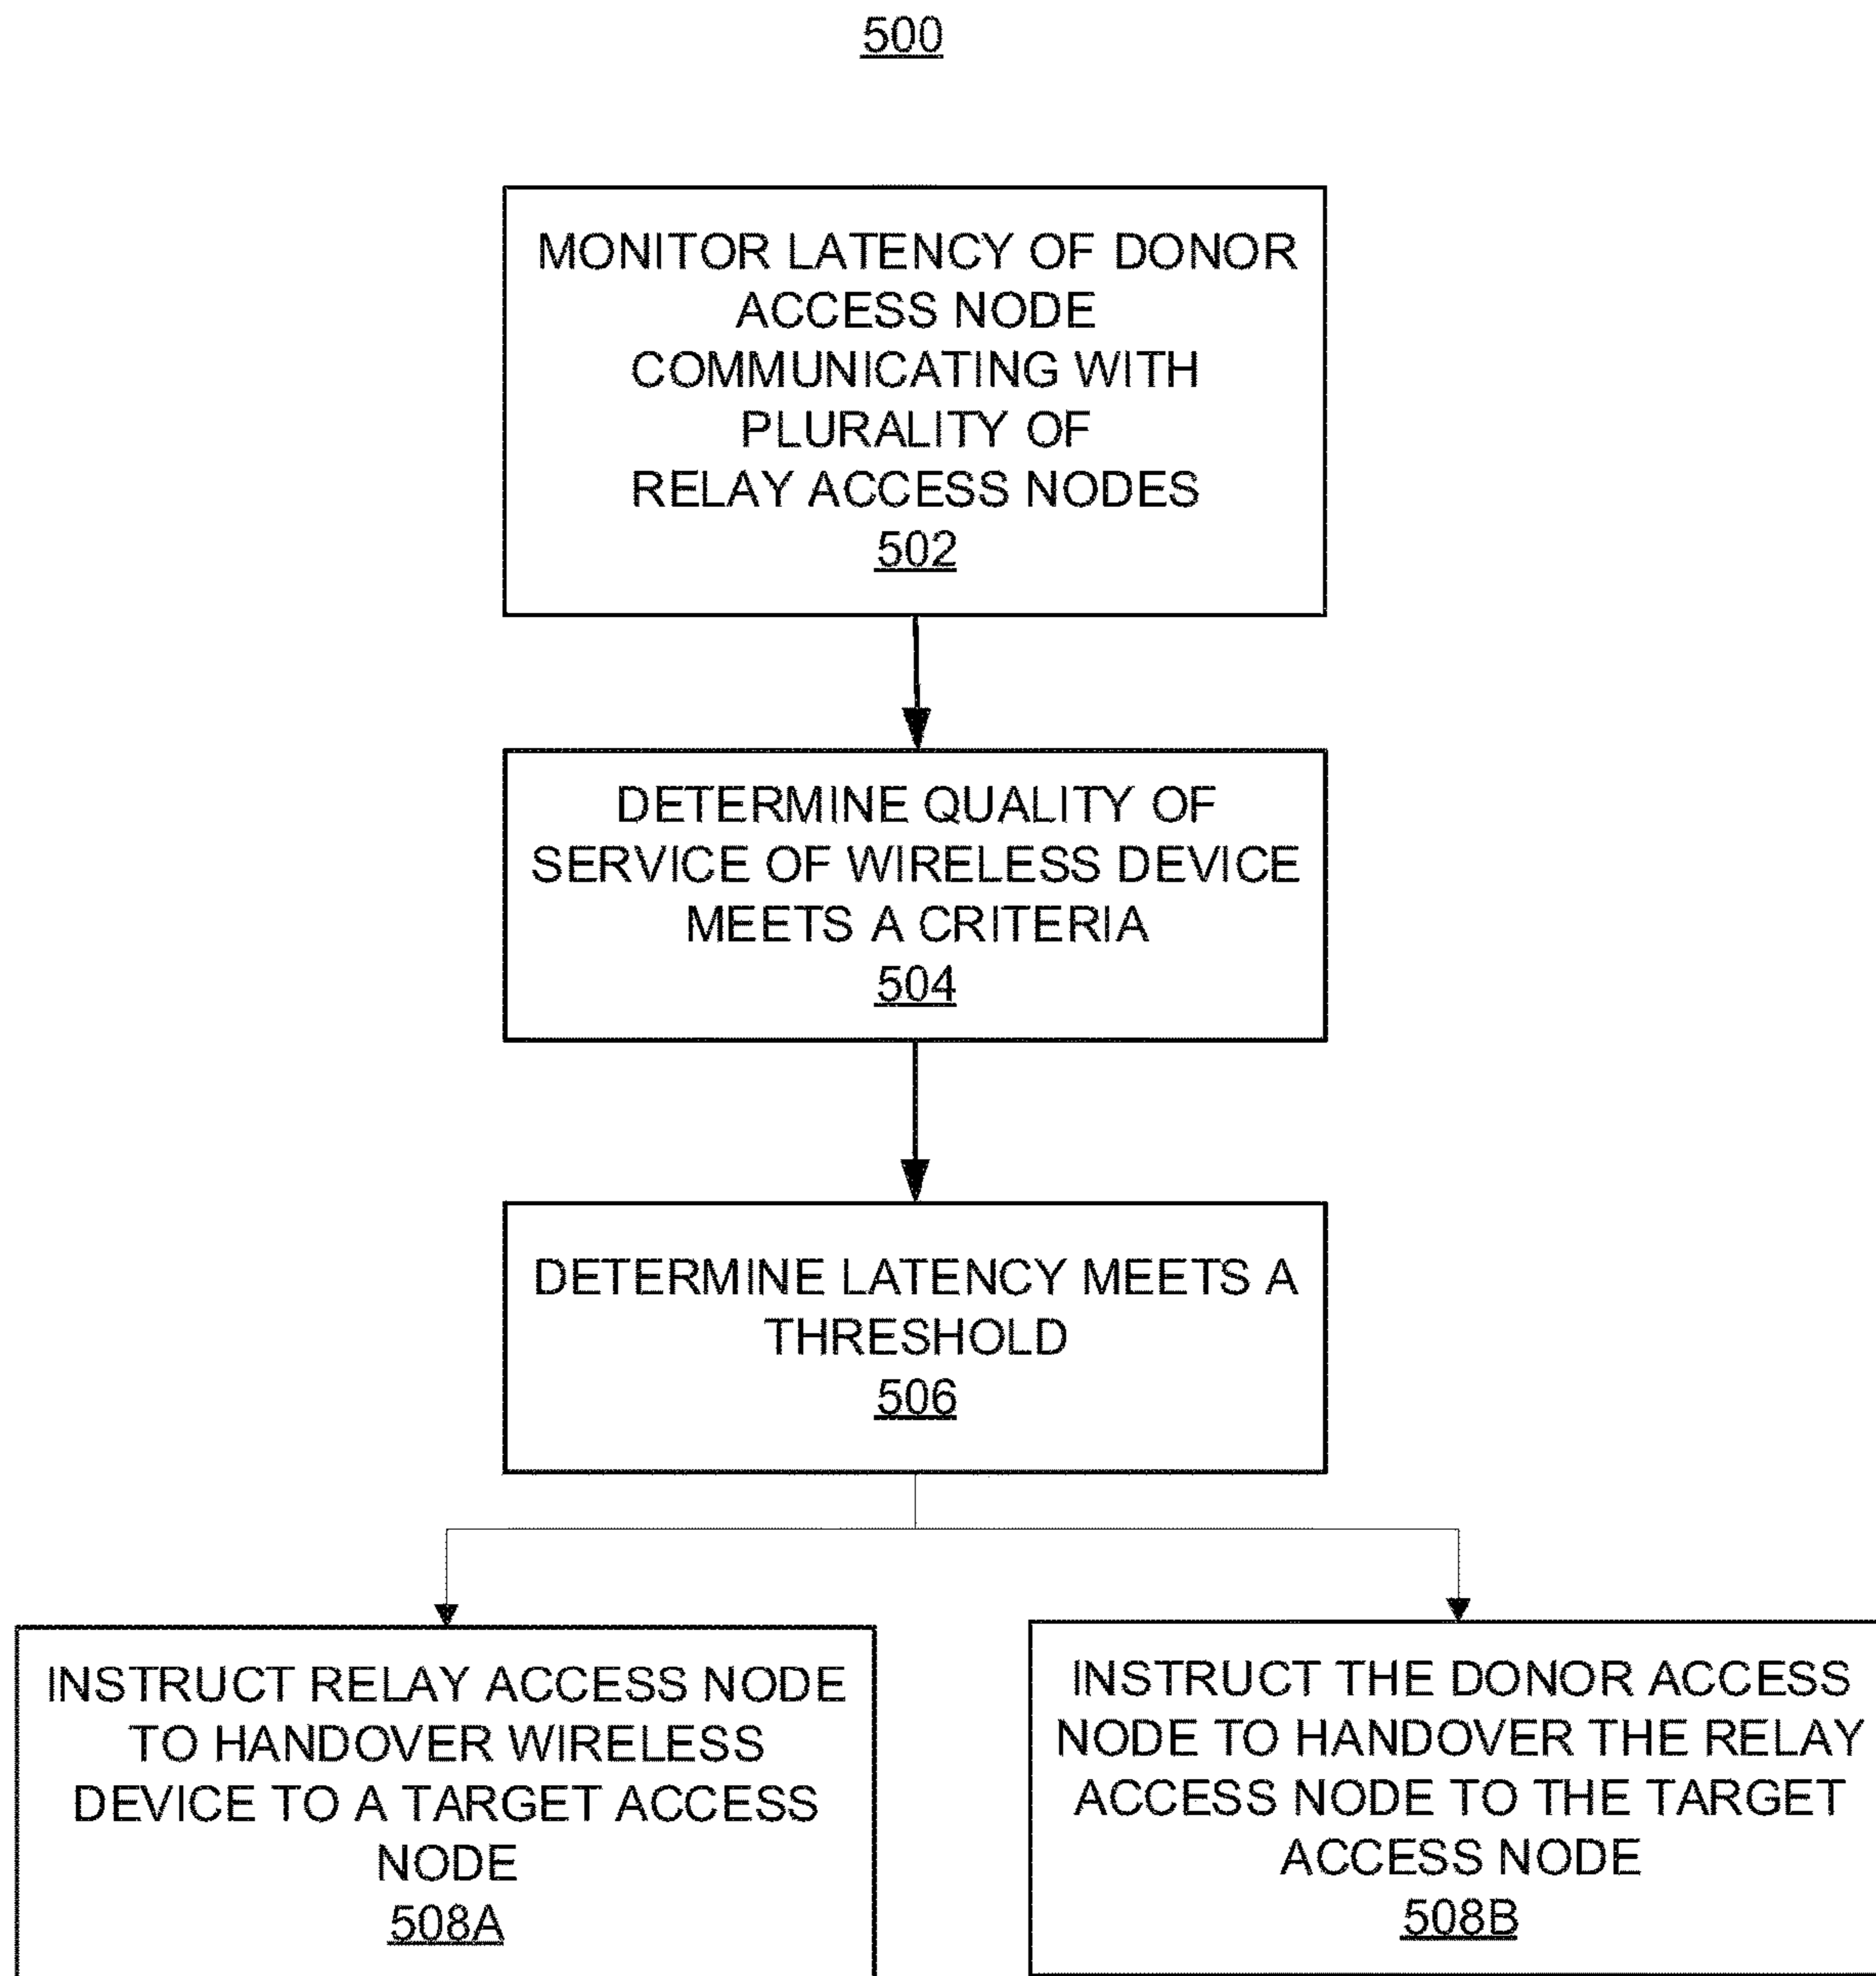 500
MONITOR LATENCY OF DONOR
ACCESS NODE
COMMUNICATING WITH
PLURALITY OF
RELAY ACCESS NODES
502
DETERMINE QUALITY OF
SERVICE OF WIRELESS DEVICE
MEETS A CRITERIA
504
DETERMINE LATENCY MEETS A
THRESHOLD
506
INSTRUCT RELAY ACCESS NODE
TO HANDOVER WIRELESS
DEVICE TO A TARGET ACCESS
NODE
508A
INSTRUCT THE DONOR ACCESS
NODE TO HANDOVER THE RELAY
ACCESS NODE TO THE TARGET
ACCESS NODE
508B